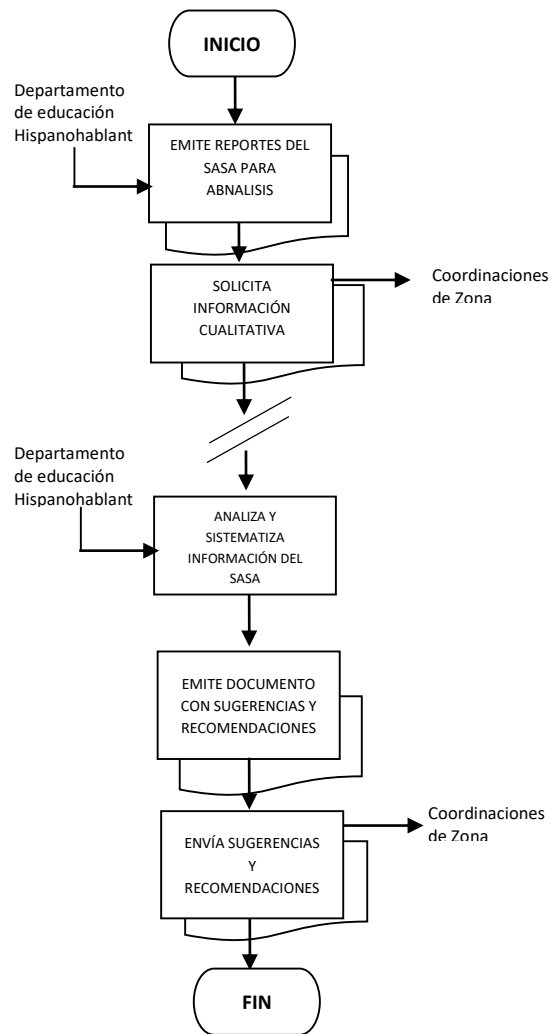 INICIO
Departamento
de educación
Hispanohablant
EMITE REPORTES DEL
SASA PARA
ABNALISIS
SOLICITA
INFORMACIÓN
CUALITATIVA
Coordinaciones
de Zona
Departamento
de educación
Hispanohablant
ANALIZA Y
SISTEMATIZA
INFORMACIÓN DEL
SASA
EMITE DOCUMENTO
CON SUGERENCIAS Y
RECOMENDACIONES
ENVÍA SUGERENCIAS
Y
RECOMENDACIONES
Coordinaciones
de Zona
FIN